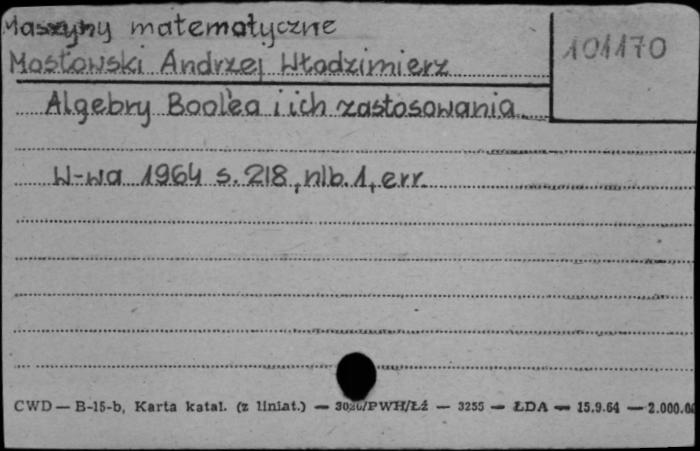 Maszyny matematyczne
101170
Mostowski Andrzej Włodzimierz
Algebry Boole'a i ich zastosowania.
W-wa 1964 s. 218, nlb. 1, err.
CWD — B-15-b, Karta katal. (z liniat.) — 3026/PWH/Łź — 3255 — ŁDA — 15.9.64 — 2.000.00